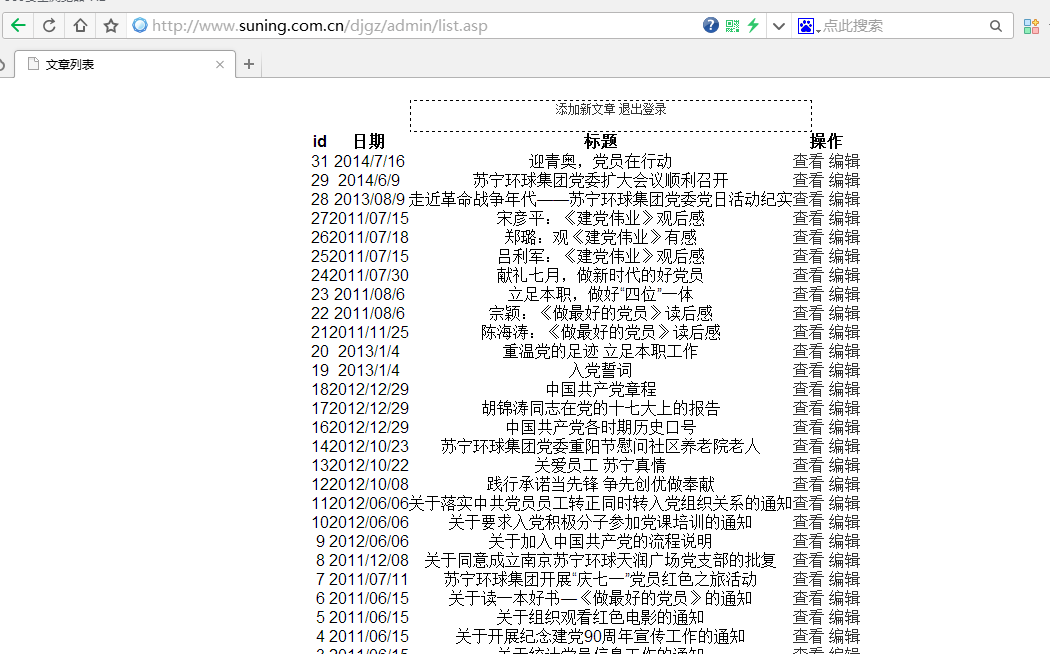 http://www.suning.com.cn/djgz/admin/list.asp
点此搜索
文章列表
添加新文章 退出登录
id 日期 标题 操作
31 2014/7/16 迎青奥，党员在行动 查看 编辑
29 2014/6/9 苏宁环球集团党委扩大会议顺利召开 查看 编辑
28 2013/08/9 走近革命战争年代——苏宁环球集团党委党日活动纪实 查看 编辑
27 2011/07/15 宋彦平：《建党伟业》观后感 查看 编辑
26 2011/07/18 郑璐：观《建党伟业》有感 查看 编辑
25 2011/07/15 吕利军：《建党伟业》观后感 查看 编辑
24 2011/07/30 献礼七月，做新时代的好党员 查看 编辑
23 2011/08/6 立足本职，做好“四位”一体 查看 编辑
22 2011/08/6 宗颖：《做最好的党员》读后感 查看 编辑
21 2011/11/25 陈海涛：《做最好的党员》读后感 查看 编辑
20 2013/1/4 重温党的足迹 立足本职工作 查看 编辑
19 2013/1/4 入党誓词 查看 编辑
18 2012/12/29 中国共产党章程 查看 编辑
17 2012/12/29 胡锦涛同志在党的十七大上的报告 查看 编辑
16 2012/12/29 中国共产党各时期历史口号 查看 编辑
14 2012/10/23 苏宁环球集团党委重阳节慰问社区养老院老人 查看 编辑
13 2012/10/22 关爱员工 苏宁真情 查看 编辑
12 2012/10/08 践行承诺当先锋 争先创优做奉献 查看 编辑
11 2012/06/06 关于落实中共党员员工转正同时转入党组织关系的通知 查看 编辑
10 2012/06/06 关于要求入党积极分子参加党课培训的通知 查看 编辑
9 2012/06/06 关于加入中国共产党的流程说明 查看 编辑
8 2011/12/08 关于同意成立南京苏宁环球天润广场党支部的批复 查看 编辑
7 2011/07/11 苏宁环球集团开展“庆七一”党员红色之旅活动 查看 编辑
6 2011/06/15 关于读一本好书—《做最好的党员》的通知 查看 编辑
5 2011/06/15 关于组织观看红色电影的通知 查看 编辑
4 2011/06/15 关于开展纪念建党90周年宣传工作的通知 查看 编辑
3 2011/06/15 关于统计党员信息工作的通知 查看 编辑